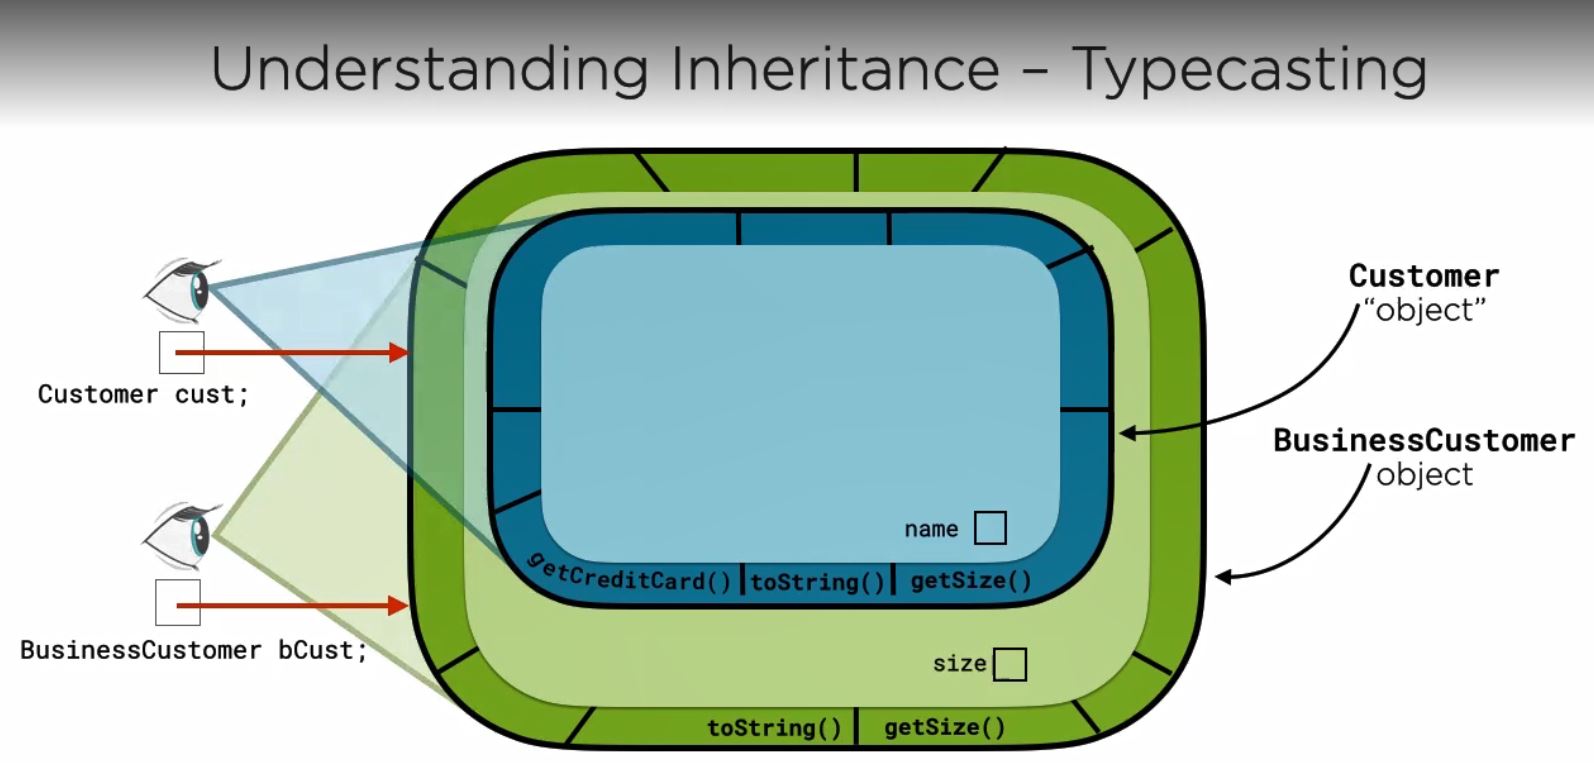 Understanding Inheritance – Typecasting
Customer
“object”
Customer cust;
BusinessCustomer
object
name
getCreditCard()
toString()
getSize()
BusinessCustomer bCust;
size
toString()
getSize()